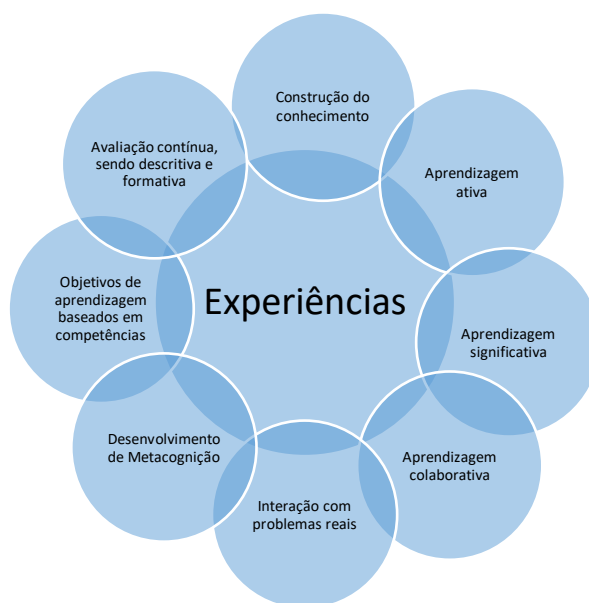 Construção do
conhecimento
Aprendizagem
ativa
Aprendizagem
significativa
Aprendizagem
colaborativa
Interação com
problemas reais
Desenvolvimento
de Metacognição
Objetivos de
aprendizagem
baseados em
competências
Avaliação contínua,
sendo descritiva e
formativa
Experiências